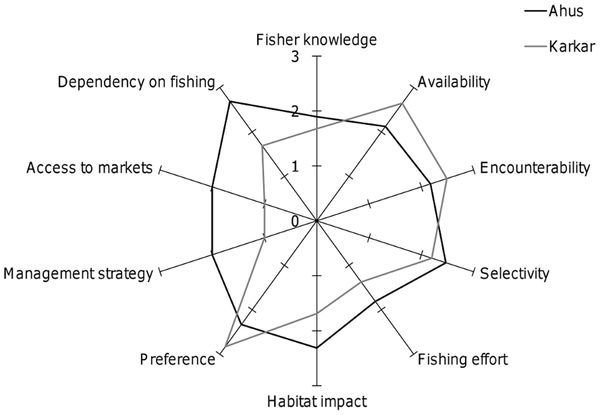 Ahus
Karkar
Fisher knowledge
3
Dependency on fishing
Availability
2
1
Access to markets
Encounterability
0
Management strategy
Selectivity
Preference
Fishing effort
Habitat impact